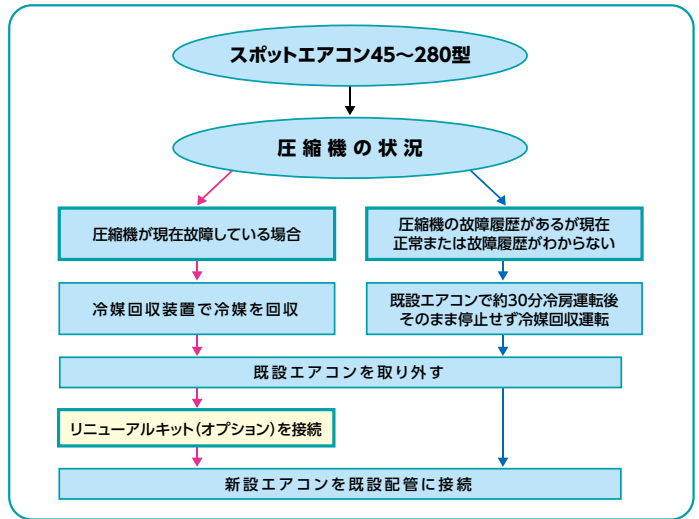 スポットエアコン45～280型
圧縮機の状況
圧縮機が現在故障している場合
圧縮機の故障履歴があるが現在
正常または故障履歴がわからない
冷媒回収装置で冷媒を回収
既設エアコンで約30分冷房運転後
そのまま停止せず冷媒回収運転
既設エアコンを取り外す
リニューアルキット（オプション）を接続
新設エアコンを既設配管に接続